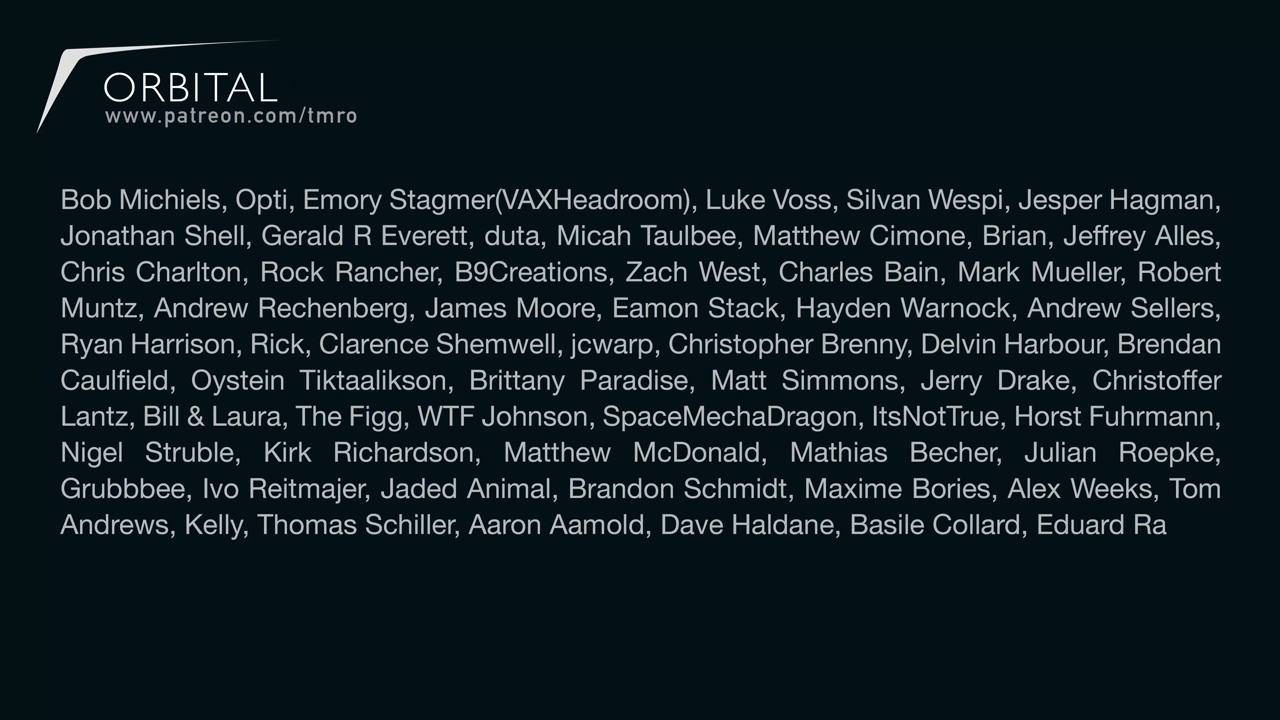 ORBITAL
www.patreon.com/tmro
Bob Michiels, Opti, Emory Stagmer(VAXHeadroom), Luke Voss, Silvan Wespi, Jesper Hagman,
Jonathan Shell, Gerald R Everett, duta, Micah Taulbee, Matthew Cimone, Brian, Jeffrey Alles,
Chris Charlton, Rock Rancher, B9Creations, Zach West, Charles Bain, Mark Mueller, Robert
Muntz, Andrew Rechenberg, James Moore, Eamon Stack, Hayden Warnock, Andrew Sellers,
Ryan Harrison, Rick, Clarence Shemwell, jcwarp, Christopher Brenny, Delvin Harbour, Brendan
Caulfield, Oystein Tiktaalikson, Brittany Paradise, Matt Simmons, Jerry Drake, Christoffer
Lantz, Bill & Laura, The Figg, WTF Johnson, SpaceMechaDragon, ItsNotTrue, Horst Fuhrmann,
Nigel Struble, Kirk Richardson, Matthew McDonald, Mathias Becher, Julian Roepke,
Grubbbee, Ivo Reitmajer, Jaded Animal, Brandon Schmidt, Maxime Bories, Alex Weeks, Tom
Andrews, Kelly, Thomas Schiller, Aaron Aamold, Dave Haldane, Basile Collard, Eduard Ra